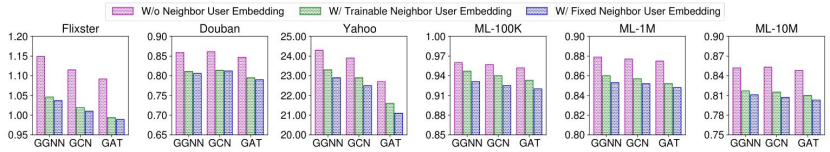 W/o Neighbor User Embedding W/ Trainable Neighbor User Embedding W/ Fixed Neighbor User Embedding
Flixster Douban Yahoo ML-100K ML-1M ML-10M
1.20 0.90 25.00 1.00 0.90 0.90
1.15 0.85 24.00 0.97 0.88 0.87
1.10 0.80 23.00 0.94 0.86 0.84
1.05 0.75 22.00 0.91 0.84 0.81
1.00 0.70 21.00 0.88 0.82 0.78
0.95 0.65 20.00 0.85 0.80 0.75
GGNN GCN GAT GGNN GCN GAT GGNN GCN GAT GGNN GCN GAT GGNN GCN GAT GGNN GCN GAT